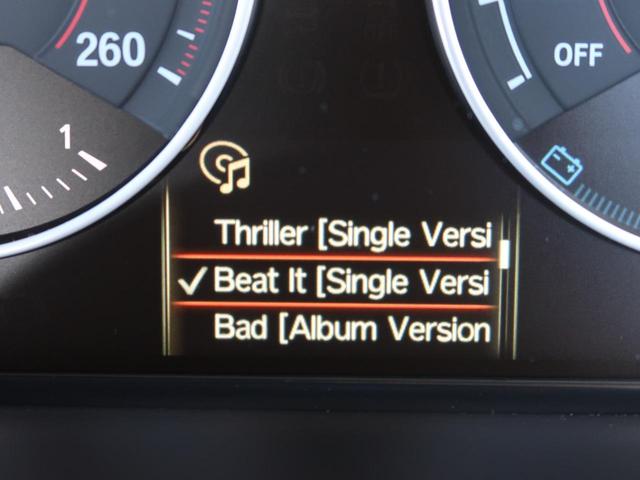 260
OFF
1
Thriller [Single Versi
Beat It [Single Versi
Bad [Album Version